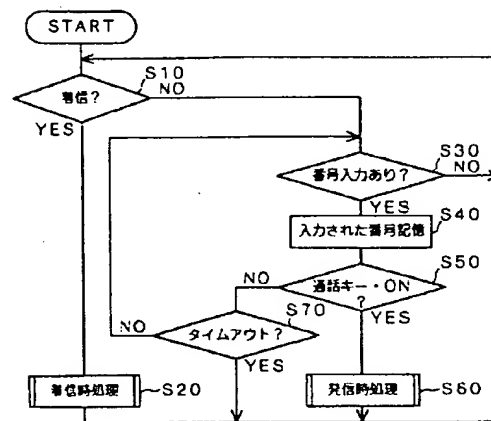 START
S10
着信?
NO
YES
S30
番号入力あり?
NO
YES
S40
入力された番号記憶
S50
NO
通話キー・ON
?
S70
YES
NO
タイムアウト?
YES
着信時処理
S20
発信時処理
S60